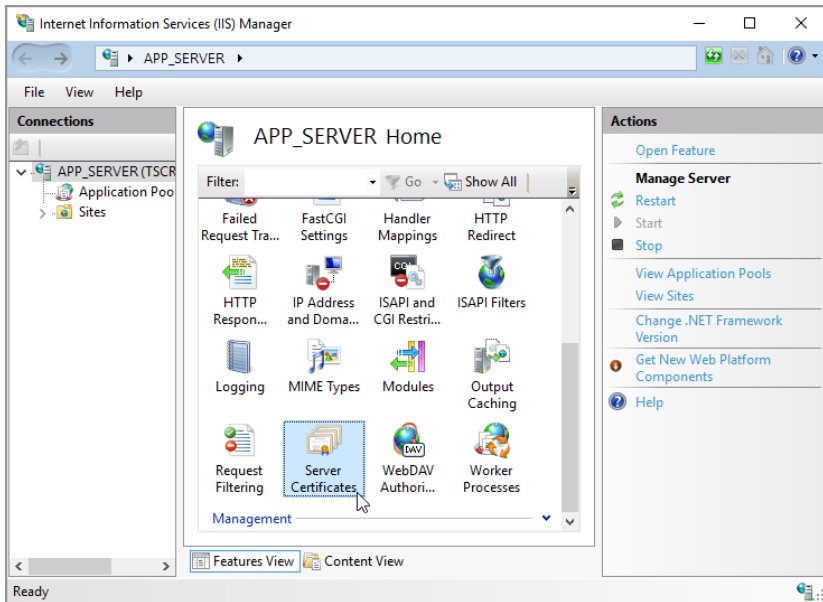 Internet Information Services (IIS) Manager
APP_SERVER
File View Help
Connections
APP_SERVER (TSCR
Application Poo
Sites
APP_SERVER Home
Filter: Go Show All
Failed Request Tra...
FastCGI Settings
Handler Mappings
HTTP Redirect
HTTP Respon...
IP Address and Doma...
ISAPI and CGI Restri...
ISAPI Filters
Logging
MIME Types
Modules
Output Caching
Request Filtering
Server Certificates
WebDAV Authori...
Worker Processes
Management
Features View Content View
Actions
Open Feature
Manage Server
Restart
Start
Stop
View Application Pools
View Sites
Change .NET Framework
Version
Get New Web Platform
Components
Help
Ready